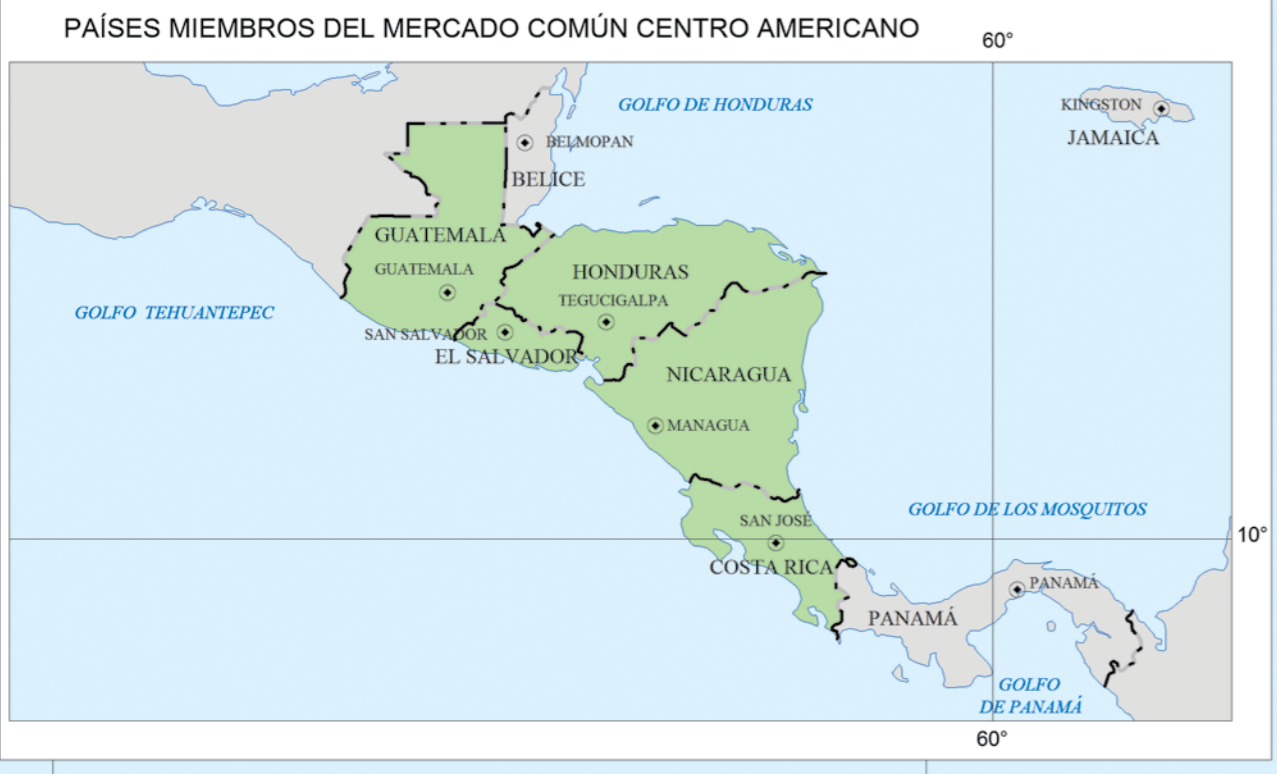 PAÍSES MIEMBROS DEL MERCADO COMÚN CENTRO AMERICANO
60°
GOLFO DE HONDURAS
KINGSTON
JAMAICA
BELMOPAN
BELICE
GUATEMALA
GUATEMALA
HONDURAS
TEGUCIGALPA
GOLFO TEHUANTEPEC
SAN SALVADOR
EL SALVADOR
NICARAGUA
MANAGUA
GOLFO DE LOS MOSQUITOS
SAN JOSÉ
10°
COSTA RICA
PANAMÁ
PANAMÁ
GOLFO
DE PANAMÁ
60°